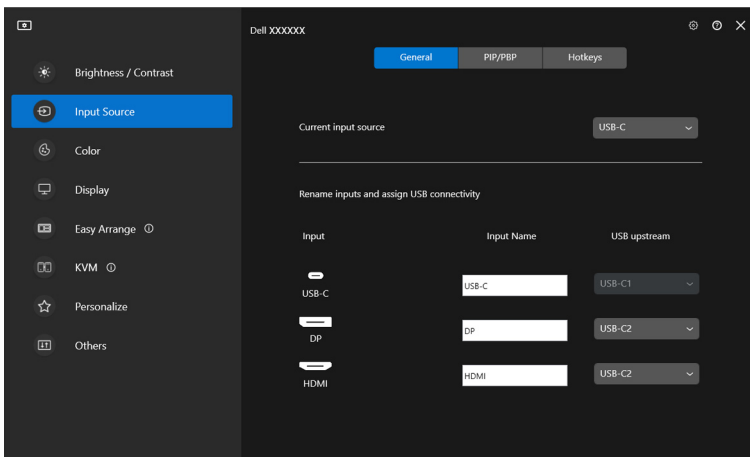 Dell XXXXXX
General PIP/PBP Hotkeys
Brightness / Contrast
Input Source
Color
Display
Easy Arrange
KVM
Personalize
Others
Current input source USB-C
Rename inputs and assign USB connectivity
Input Input Name USB upstream
USB-C USB-C USB-C1
DP DP USB-C2
HDMI HDMI USB-C2